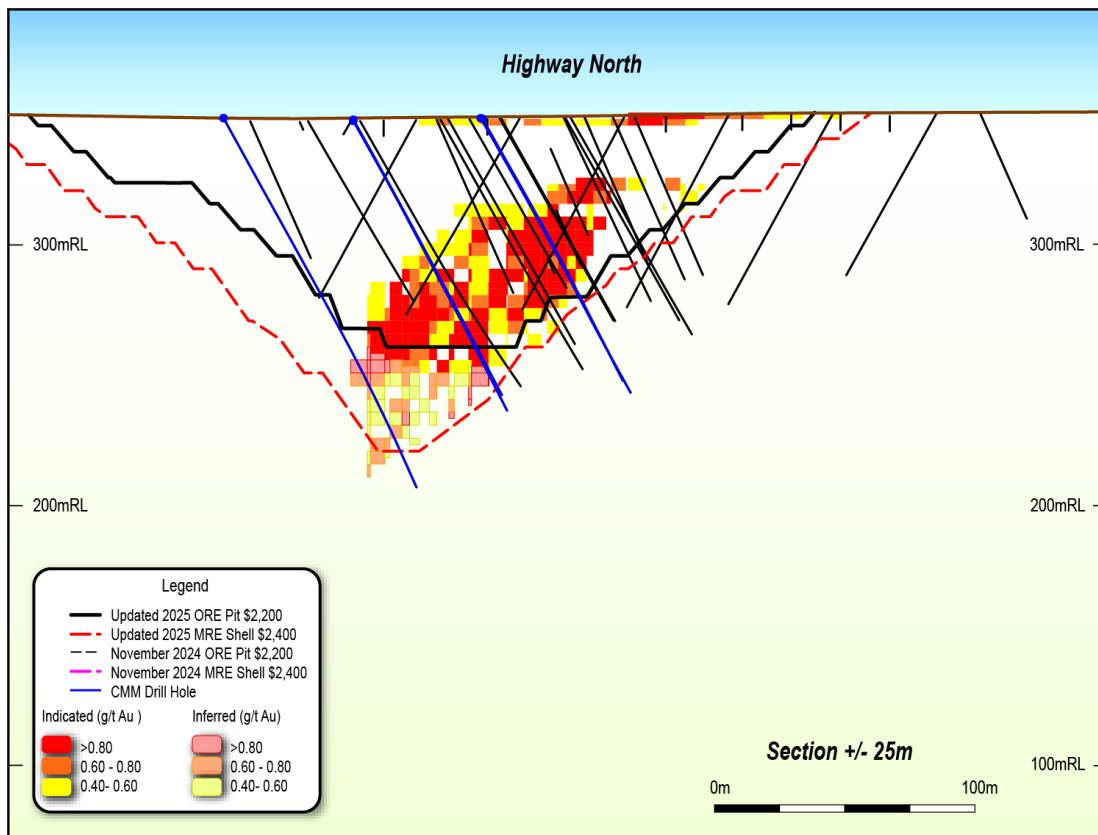 Highway North
300mRL
300mRL
200mRL
200mRL
Legend
Updated 2025 ORE Pit $2,200
Updated 2025 MRE Shell $2,400
November 2024 ORE Pit $2,200
November 2024 MRE Shell $2,400
CMM Drill Hole
Indicated (g/t Au ) Inferred (g/t Au)
>0.80 >0.80
0.60 - 0.80 0.60 - 0.80
0.40- 0.60 0.40- 0.60
Section +/- 25m
100mRL
0m 100m